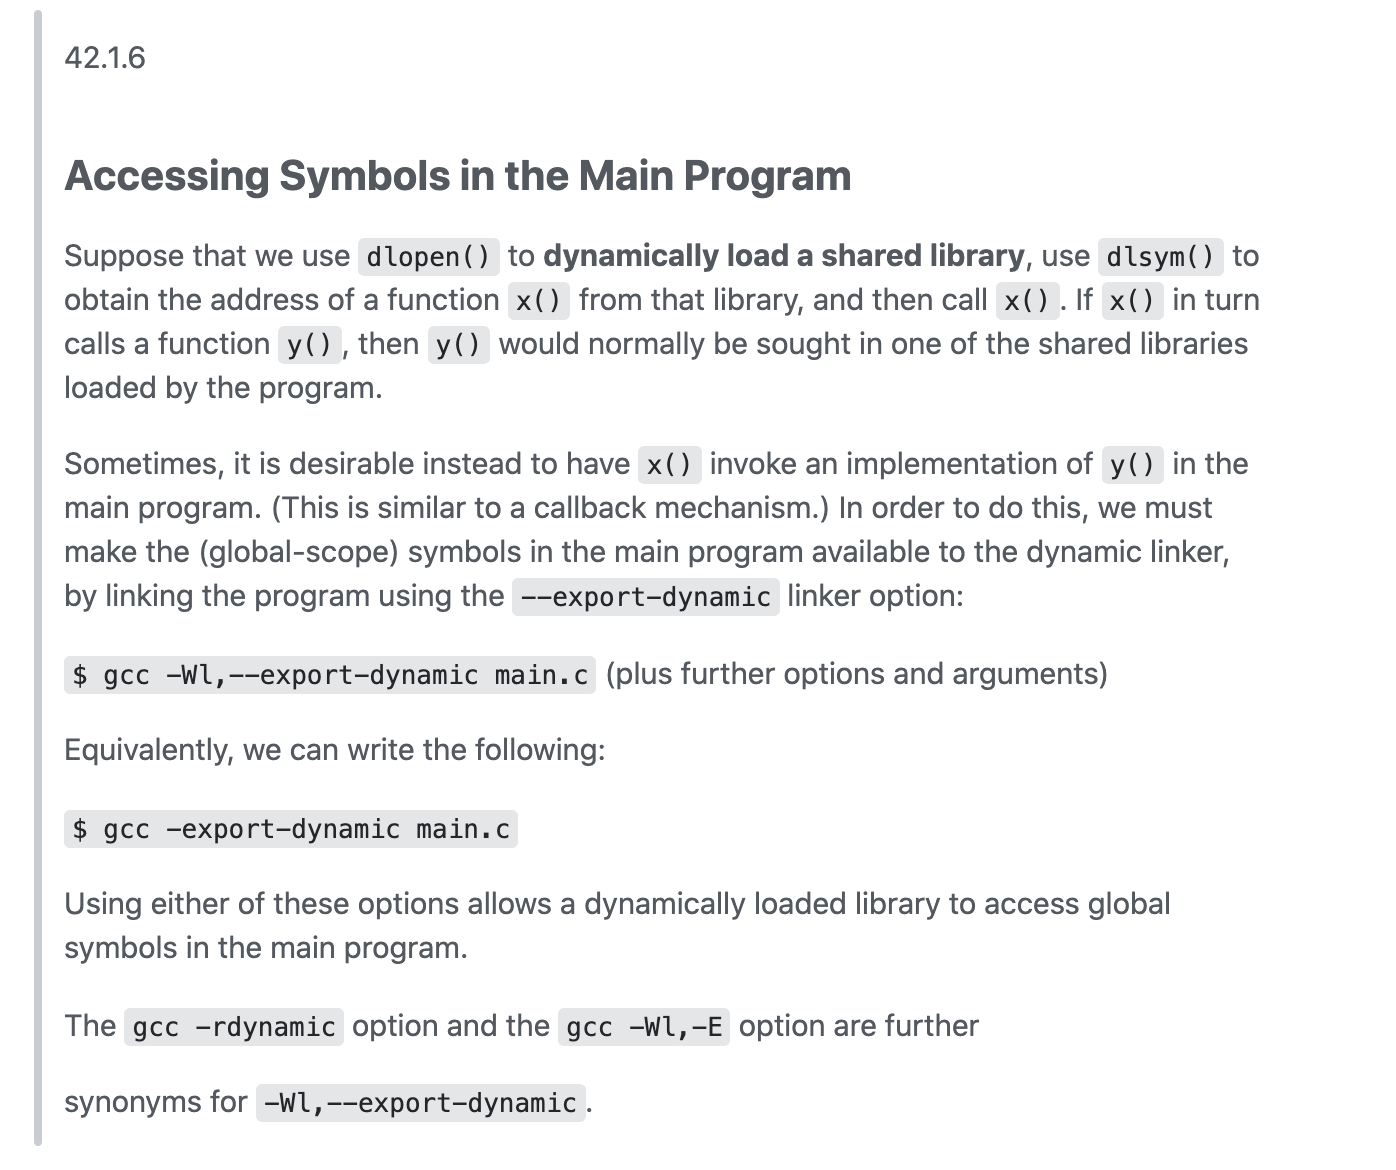 42.1.6
Accessing Symbols in the Main Program
Suppose that we use dlopen() to dynamically load a shared library, use dlsym() to
obtain the address of a function x() from that library, and then call x(). If x() in turn
calls a function y(), then y() would normally be sought in one of the shared libraries
loaded by the program.
Sometimes, it is desirable instead to have x() invoke an implementation of y() in the
main program. (This is similar to a callback mechanism.) In order to do this, we must
make the (global-scope) symbols in the main program available to the dynamic linker,
by linking the program using the --export-dynamic linker option:
$ gcc -Wl,--export-dynamic main.c (plus further options and arguments)
Equivalently, we can write the following:
$ gcc -export-dynamic main.c
Using either of these options allows a dynamically loaded library to access global
symbols in the main program.
The gcc -rdynamic option and the gcc -Wl,-E option are further
synonyms for -Wl,--export-dynamic.